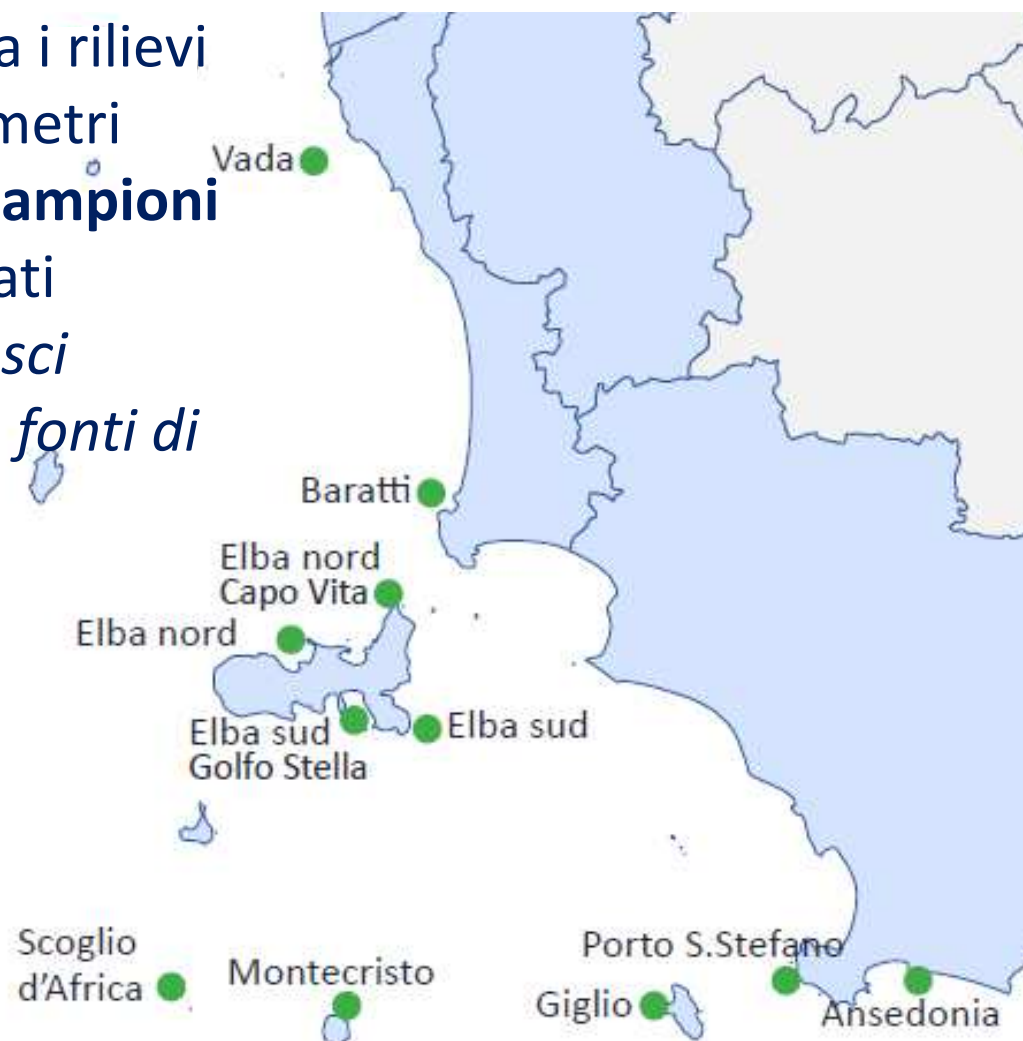 a i rilievi
metri
ampioni
ati
sci
fonti di
Vada
Baratti
Elba nord
Capo Vita
Elba nord
Elba sud
Golfo Stella
Elba sud
Scoglio
d'Africa
Montecristo
Porto S.Stefano
Giglio
Ansedonia